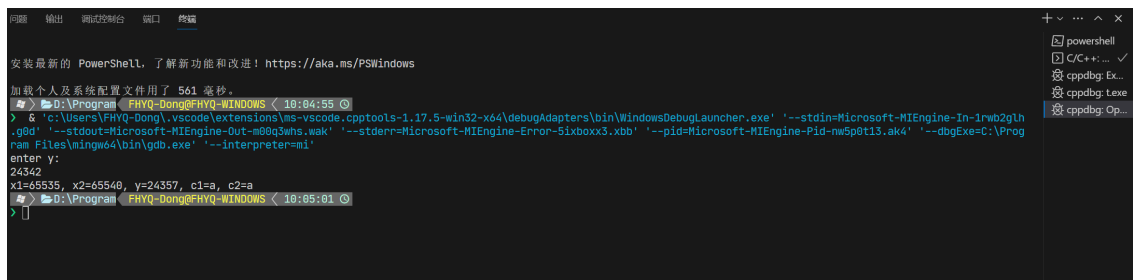 问题 输出 调试控制台 端口 终端
安装最新的 PowerShell，了解新功能和改进！https://aka.ms/PSWindows
加载个人及系统配置文件用了 561 毫秒。
D:\Program FHYQ-Dong@FHYQ-WINDOWS 10:04:55
> & 'c:\Users\FHYQ-Dong\.vscode\extensions\ms-vscode.cpptools-1.17.5-win32-x64\debugAdapters\bin\WindowsDebugLauncher.exe' '--stdin=Microsoft-MIEngine-In-1rwb2glh
.g0d' '--stdout=Microsoft-MIEngine-Out-m00q3whs.wak' '--stderr=Microsoft-MIEngine-Error-5ixboxx3.xbb' '--pid=Microsoft-MIEngine-Pid-nw5p0t13.ak4' '--dbgExe=C:\Prog
ram Files\mingw64\bin\gdb.exe' '--interpreter=mi'
enter y:
24342
x1=65535, x2=65540, y=24357, c1=a, c2=a
D:\Program FHYQ-Dong@FHYQ-WINDOWS 10:05:01
>
powershell
C/C++: ...
cppdbg: Ex...
cppdbg: t.exe
cppdbg: Op...